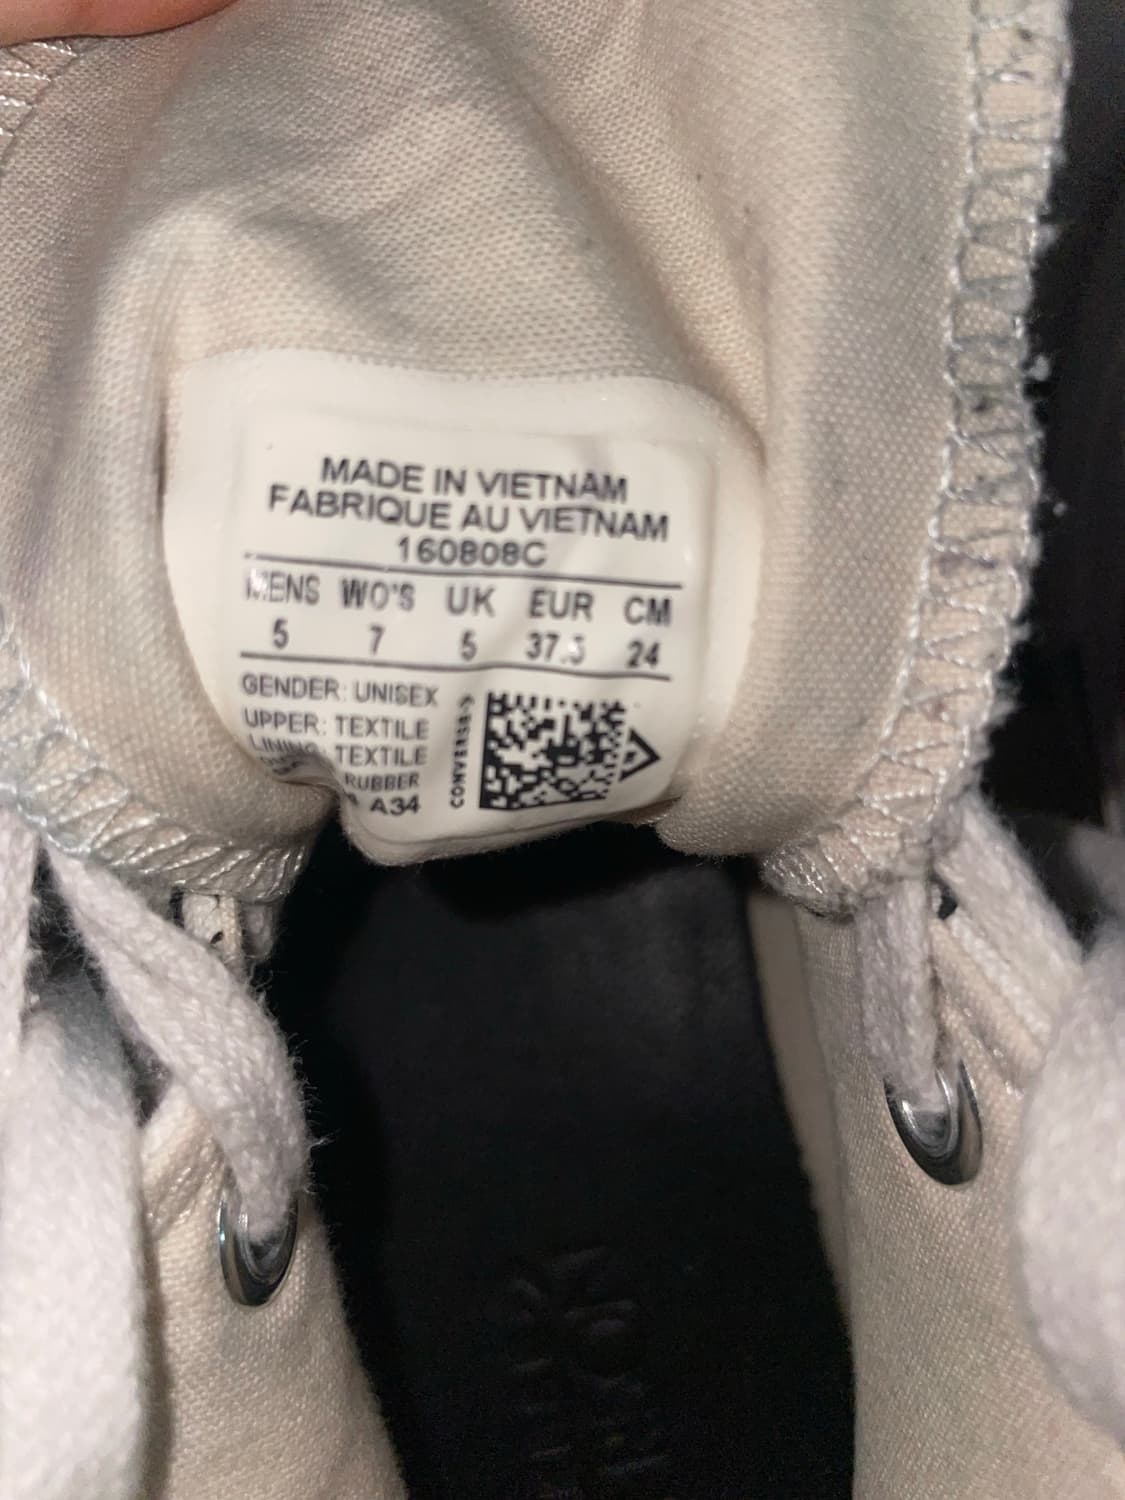 MADE IN VIETNAM
FABRIQUE AU VIETNAM
160808C
MENS WO'S UK EUR CM
5 7 5 37.5 24
GENDER: UNISEX
UPPER: TEXTILE
LINING: TEXTILE
RUBBER
A34
CONVERSE